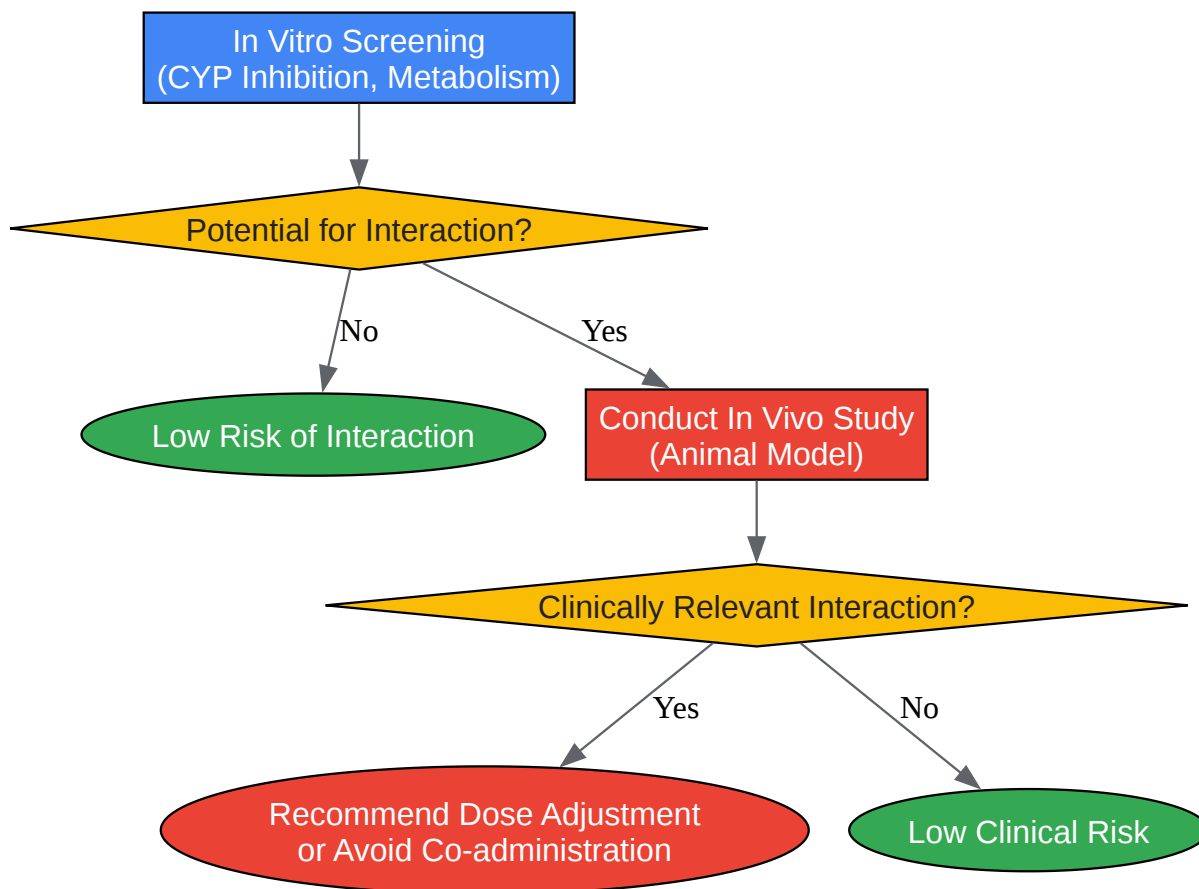 In Vitro Screening
(CYP Inhibition, Metabolism)
Potential for Interaction?
No
Yes
Low Risk of Interaction
Conduct In Vivo Study
(Animal Model)
Clinically Relevant Interaction?
Yes
No
Recommend Dose Adjustment
or Avoid Co-administration
Low Clinical Risk